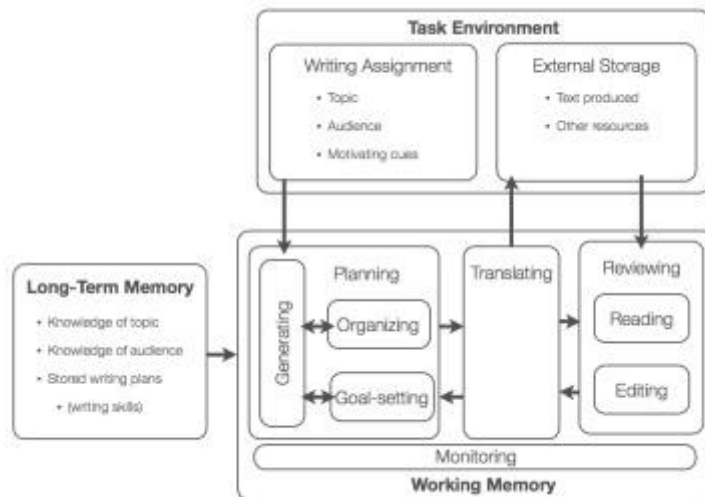 Task Environment
Writing Assignment
• Topic
• Audience
• Motivating cues
External Storage
• Text produced
• Other resources
Long-Term Memory
• Knowledge of topic
• Knowledge of audience
• Stored writing plans
• (writing skills)
Planning
Generating
Organizing
Goal-setting
Translating
Reviewing
Reading
Editing
Monitoring
Working Memory